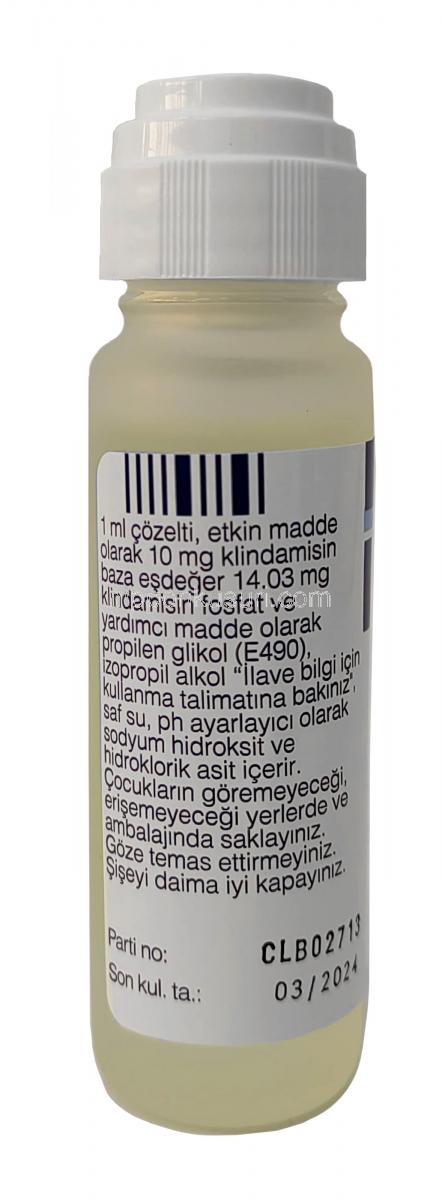 1 ml çözelti, etkin madde
olarak 10 mg klindamisin
baza eşdeğer 14.03 mg
klindamisin fosfat ve
yardımcı madde olarak
propilen glikol (E490),
izopropil alkol “İlave bilgi için
kullanma talimatına bakınız”,
saf su, ph ayarlayıcı olarak
sodyum hidroksit ve
hidroklorik asit içerir.
Çocukların göremeyeceği,
erişemeyeceği yerlerde ve
ambalajında saklayınız.
Göze temas ettirmeyiniz.
Şişeyi daima iyi kapayınız.
Parti no: CLB02713
Son kul. ta.: 03/2024